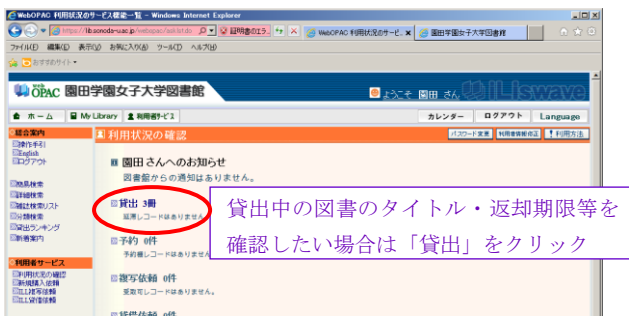 WebOPAC 利用状況のサービス機能一覧 - Windows Internet Explorer
https://lib.sonoda-u.ac.jp/webopac/asklst.do
証明書のエラ...
WebOPAC 利用状況のサービ...
園田学園女子大学図書館
ファイル(F) 編集(E) 表示(V) お気に入り(A) ツール(T) ヘルプ(H)
おすすめサイト
Web OPAC 園田学園女子大学図書館
ようこそ 園田 さん
iLiswave
ホーム My Library 利用者サービス
カレンダー ログアウト Language
総合案内
操作手引
English
ログアウト
簡易検索
詳細検索
雑誌検索リスト
分類検索
貸出ランキング
新着案内
利用者サービス
利用状況の確認
新規購入依頼
ILL複写依頼
ILL貸借依頼
利用状況の確認
パスワード変更 利用者情報修正 利用方法
園田 さんへのお知らせ
図書館からの通知はありません。
貸出 3冊
延滞レコードはありません。
予約 0件
予約棚レコードはありません。
複写依頼 0件
受取可レコードはありません。
貸借依頼 0件
貸出中の図書のタイトル・返却期限等を
確認したい場合は「貸出」をクリック